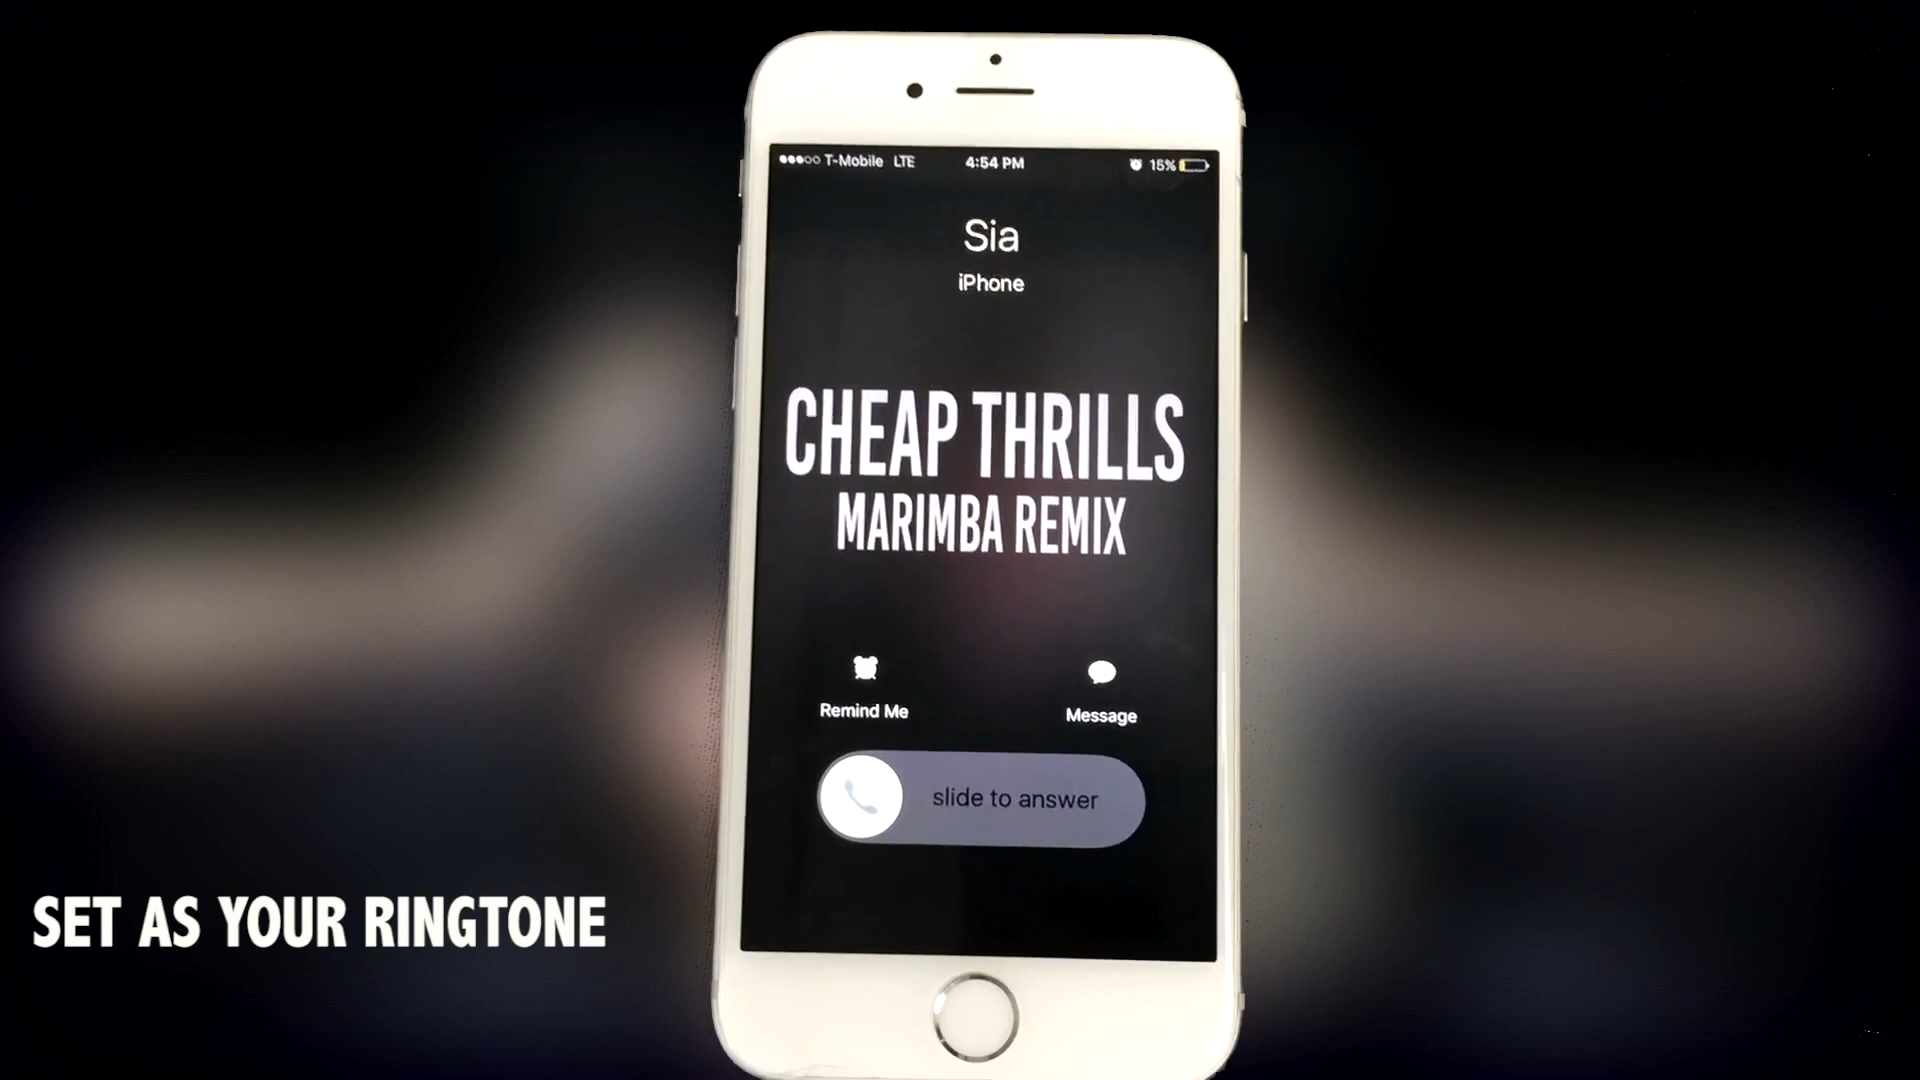 T-Mobile LTE 4:54 PM 15%
Sia
iPhone
CHEAP THRILLS
MARIMBA REMIX
Remind Me Message
slide to answer
SET AS YOUR RINGTONE